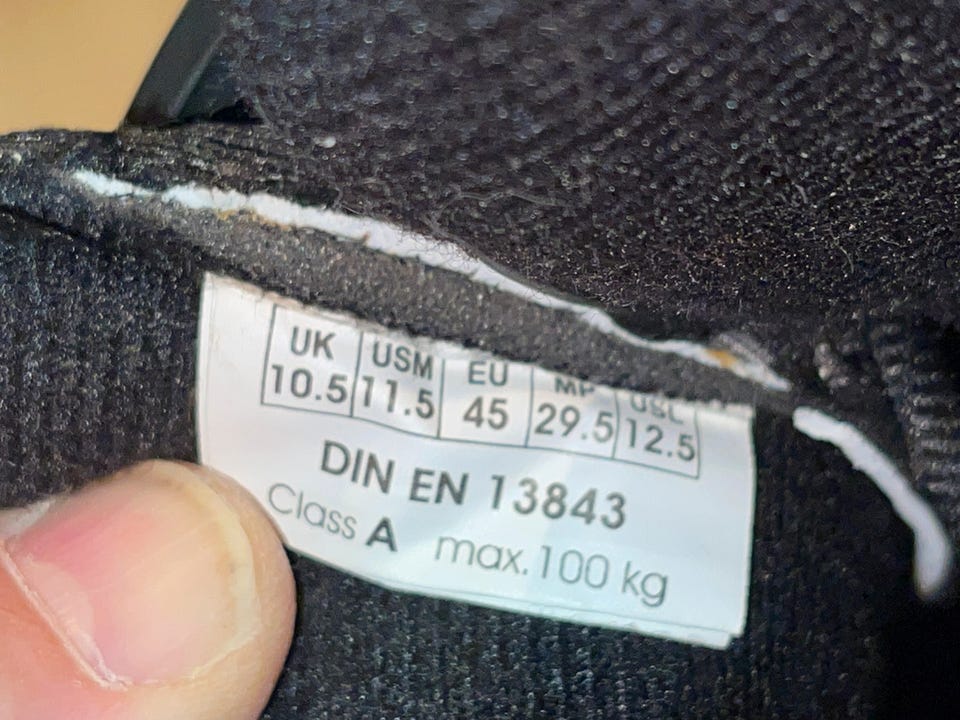 UK USM EU MP USL
10.5 11.5 45 29.5 12.5
DIN EN 13843
Class A max. 100 kg